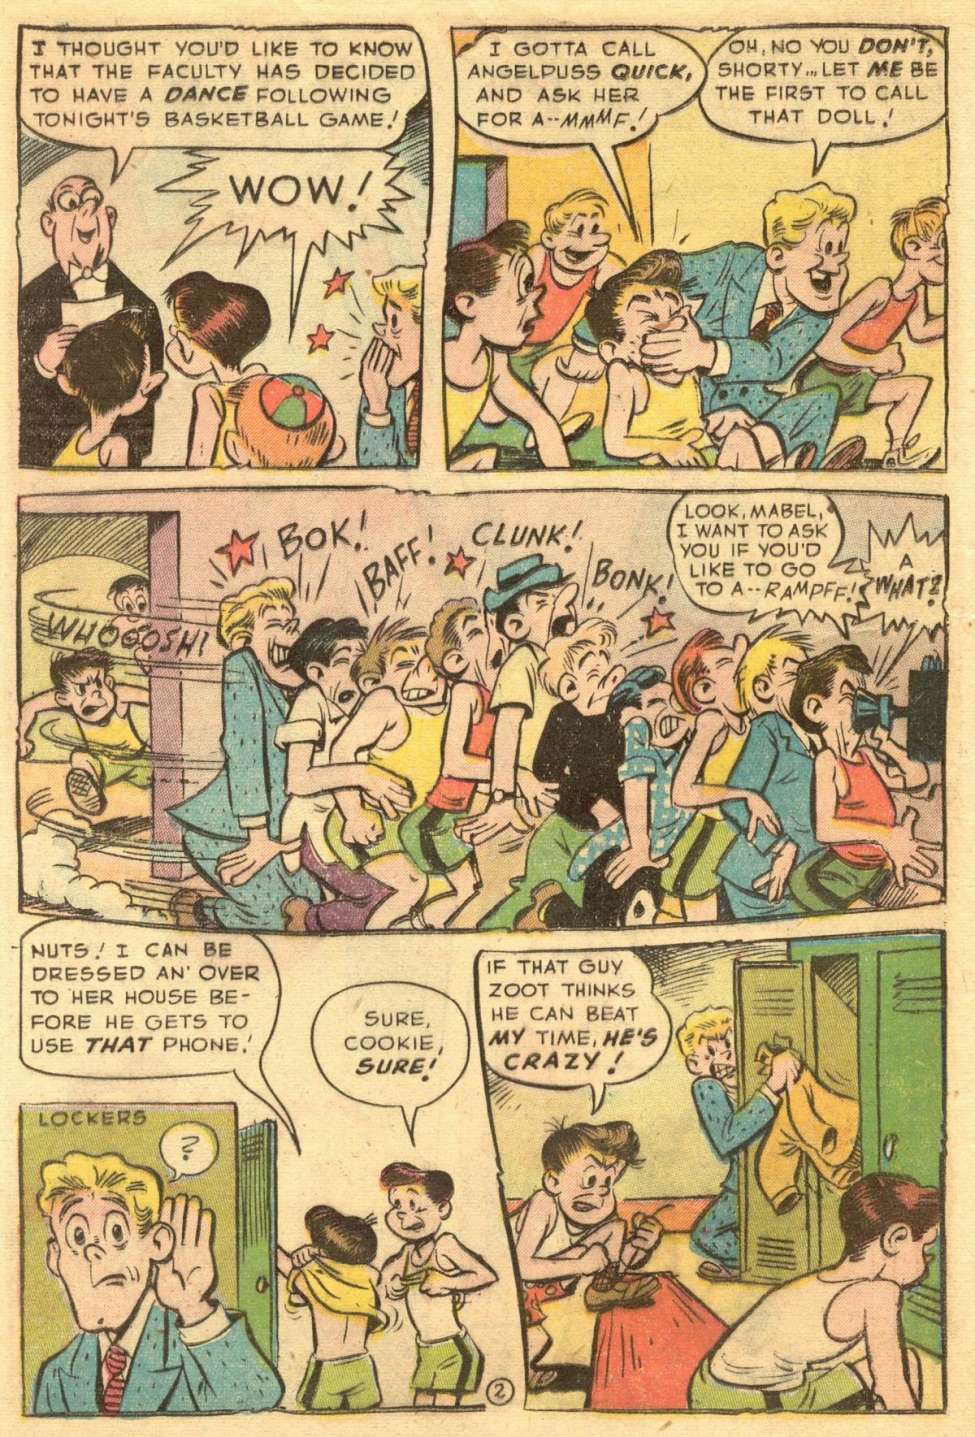 I THOUGHT YOU'D LIKE TO KNOW
THAT THE FACULTY HAS DECIDED
TO HAVE A DANCE FOLLOWING
TONIGHT'S BASKETBALL GAME!
WOW!
I GOTTA CALL
ANGELPUSS QUICK,
AND ASK HER
FOR A--MMMF!
OH, NO YOU DON'T,
SHORTY...LET ME BE
THE FIRST TO CALL
THAT DOLL!
WHOOOSH!
BOK!
BAFF!
CLUNK!
BONK!
LOOK, MABEL,
I WANT TO ASK
YOU IF YOU'D
LIKE TO GO
TO A--RAMPFF!
A
WHAT?
NUTS! I CAN BE
DRESSED AN' OVER
TO HER HOUSE BE-
FORE HE GETS TO
USE THAT PHONE!
SURE,
COOKIE,
SURE!
LOCKERS
?
2
IF THAT GUY
ZOOT THINKS
HE CAN BEAT
MY TIME, HE'S
CRAZY!